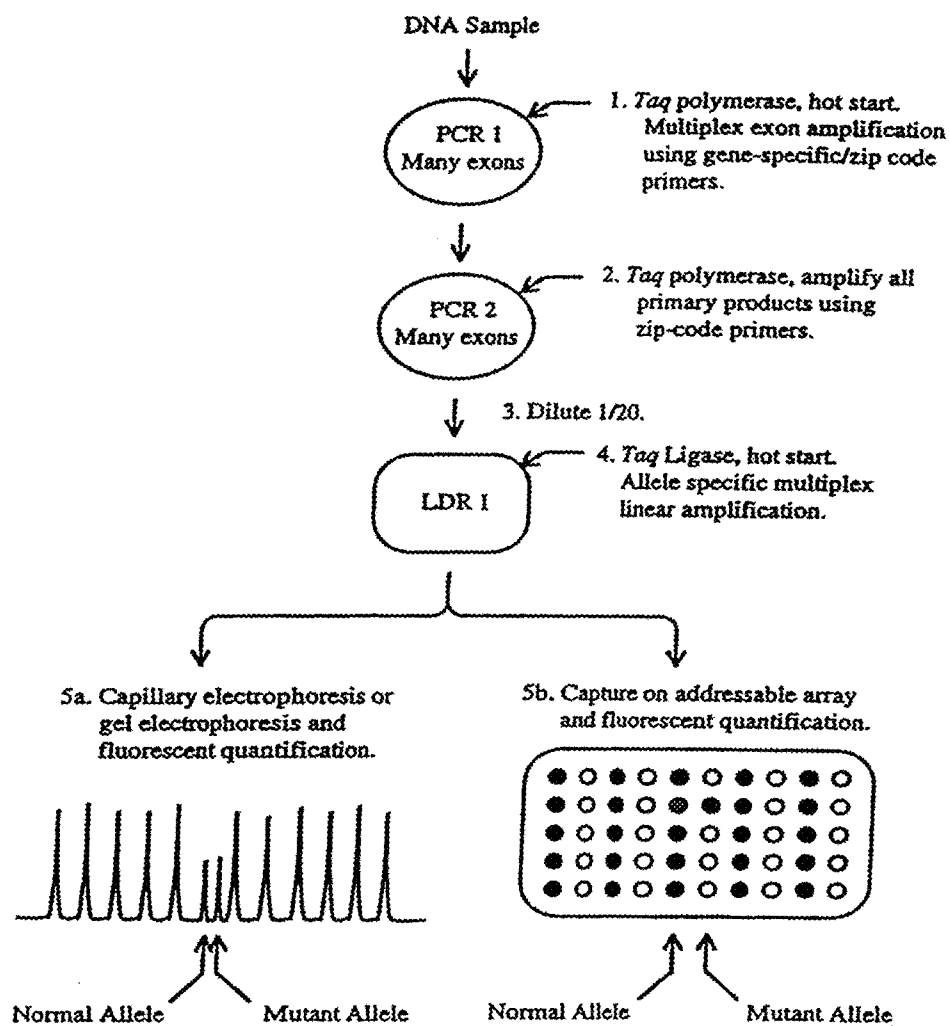 DNA Sample
PCR 1
Many exons
1. Taq polymerase, hot start.
Multiplex exon amplification
using gene-specific/zip code
primers.
PCR 2
Many exons
2. Taq polymerase, amplify all
primary products using
zip-code primers.
3. Dilute 1/20.
LDR 1
4. Taq Ligase, hot start.
Allele specific multiplex
linear amplification.
5a. Capillary electrophoresis or
gel electrophoresis and
fluorescent quantification.
5b. Capture on addressable array
and fluorescent quantification.
Normal Allele
Mutant Allele
Normal Allele
Mutant Allele